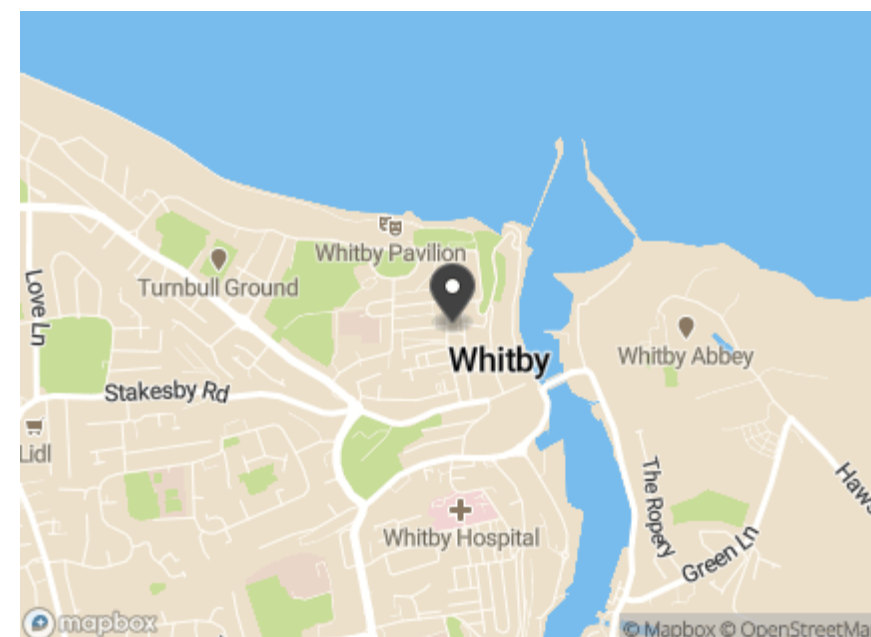 Whitby Pavilion
Turnbull Ground
Love Ln
Whitby
Whitby Abbey
Stakesby Rd
Lidl
The Ropery
Haws
Whitby Hospital
Green Ln
mapbox
© Mapbox © OpenStreetMa